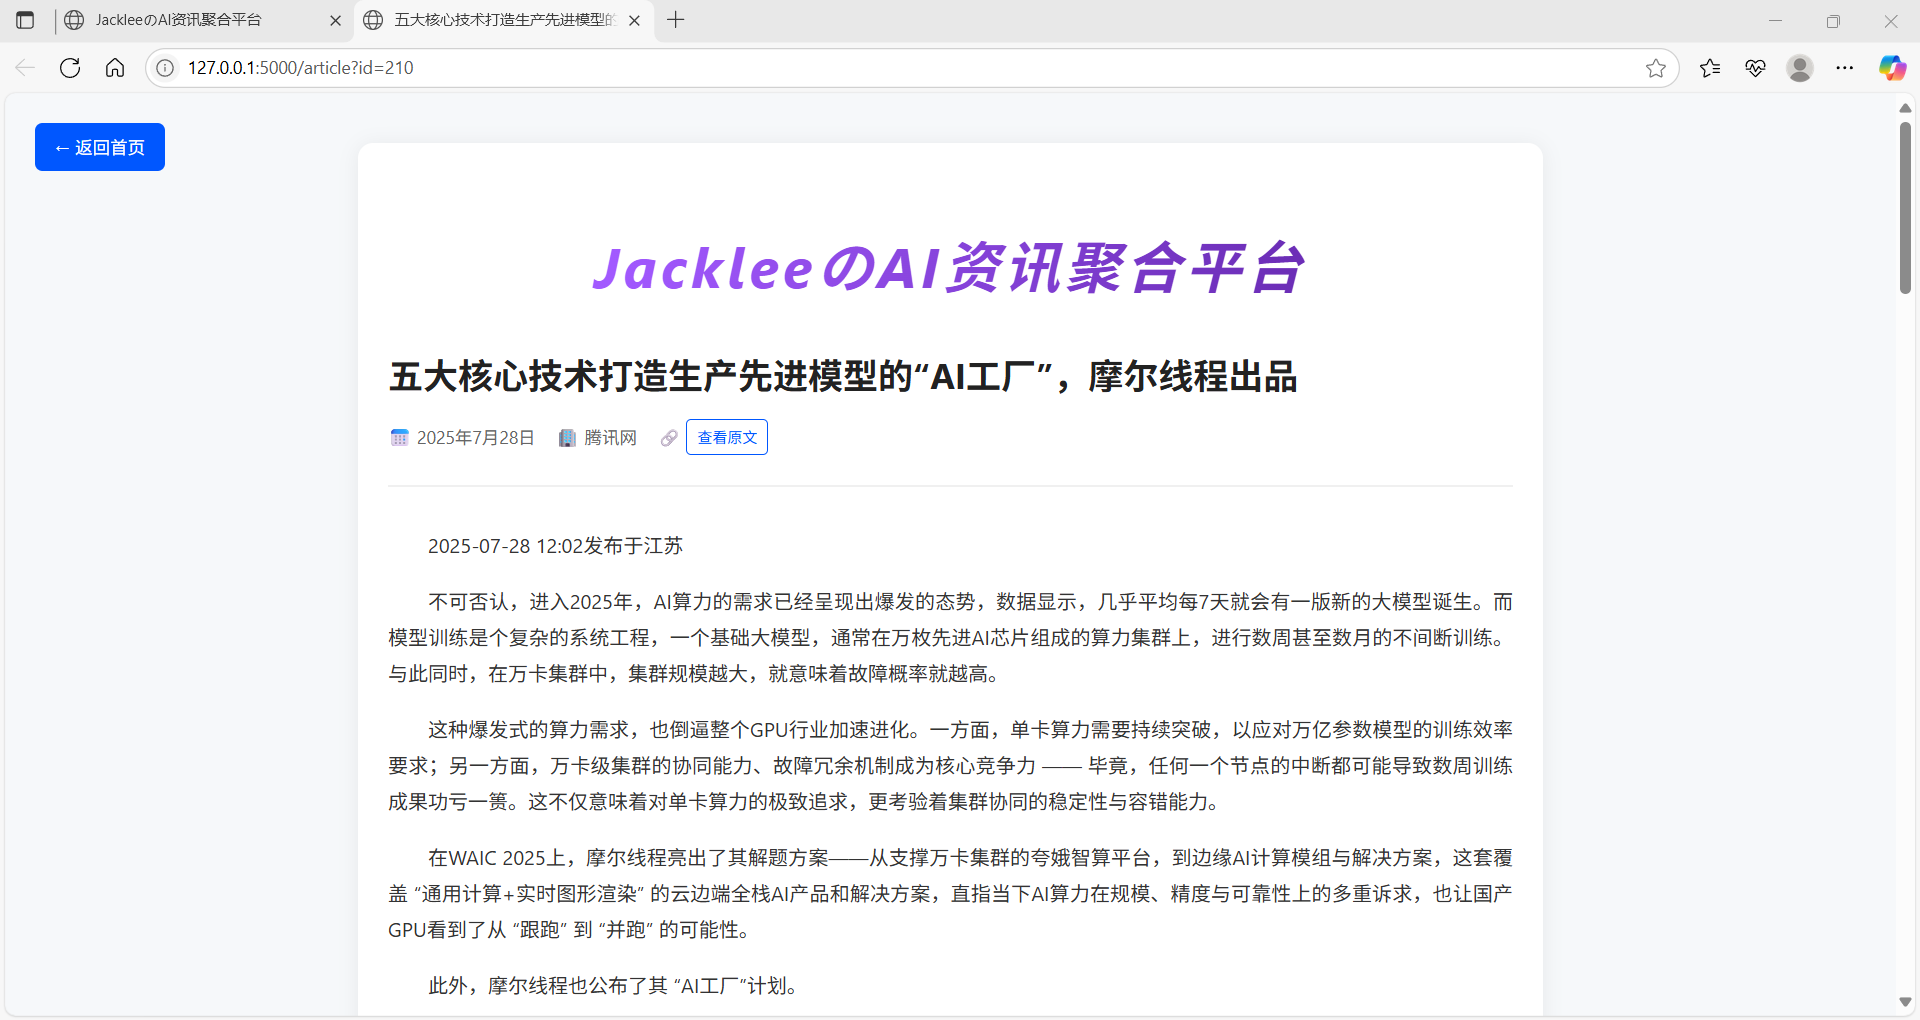 JackleeのAI资讯聚合平台
五大核心技术打造生产先进模型的
127.0.0.1:5000/article?id=210
← 返回首页
JackleeのAI资讯聚合平台
五大核心技术打造生产先进模型的“AI工厂”，摩尔线程出品
2025年7月28日 腾讯网 查看原文
2025-07-28 12:02发布于江苏
不可否认，进入2025年，AI算力的需求已经呈现出爆发的态势，数据显示，几乎平均每7天就会有一版新的大模型诞生。而
模型训练是个复杂的系统工程，一个基础大模型，通常在万枚先进AI芯片组成的算力集群上，进行数周甚至数月的不间断训练。
与此同时，在万卡集群中，集群规模越大，就意味着故障概率就越高。
这种爆发式的算力需求，也倒逼整个GPU行业加速进化。一方面，单卡算力需要持续突破，以应对万亿参数模型的训练效率
要求；另一方面，万卡级集群的协同能力、故障冗余机制成为核心竞争力 —— 毕竟，任何一个节点的中断都可能导致数周训练
成果功亏一篑。这不仅意味着对单卡算力的极致追求，更考验着集群协同的稳定性与容错能力。
在WAIC 2025上，摩尔线程亮出了其解题方案——从支撑万卡集群的夸娥智算平台，到边缘AI计算模组与解决方案，这套覆
盖 “通用计算+实时图形渲染” 的云边端全栈AI产品和解决方案，直指当下AI算力在规模、精度与可靠性上的多重诉求，也让国产
GPU看到了从 “跟跑” 到 “并跑” 的可能性。
此外，摩尔线程也公布了其 “AI工厂”计划。